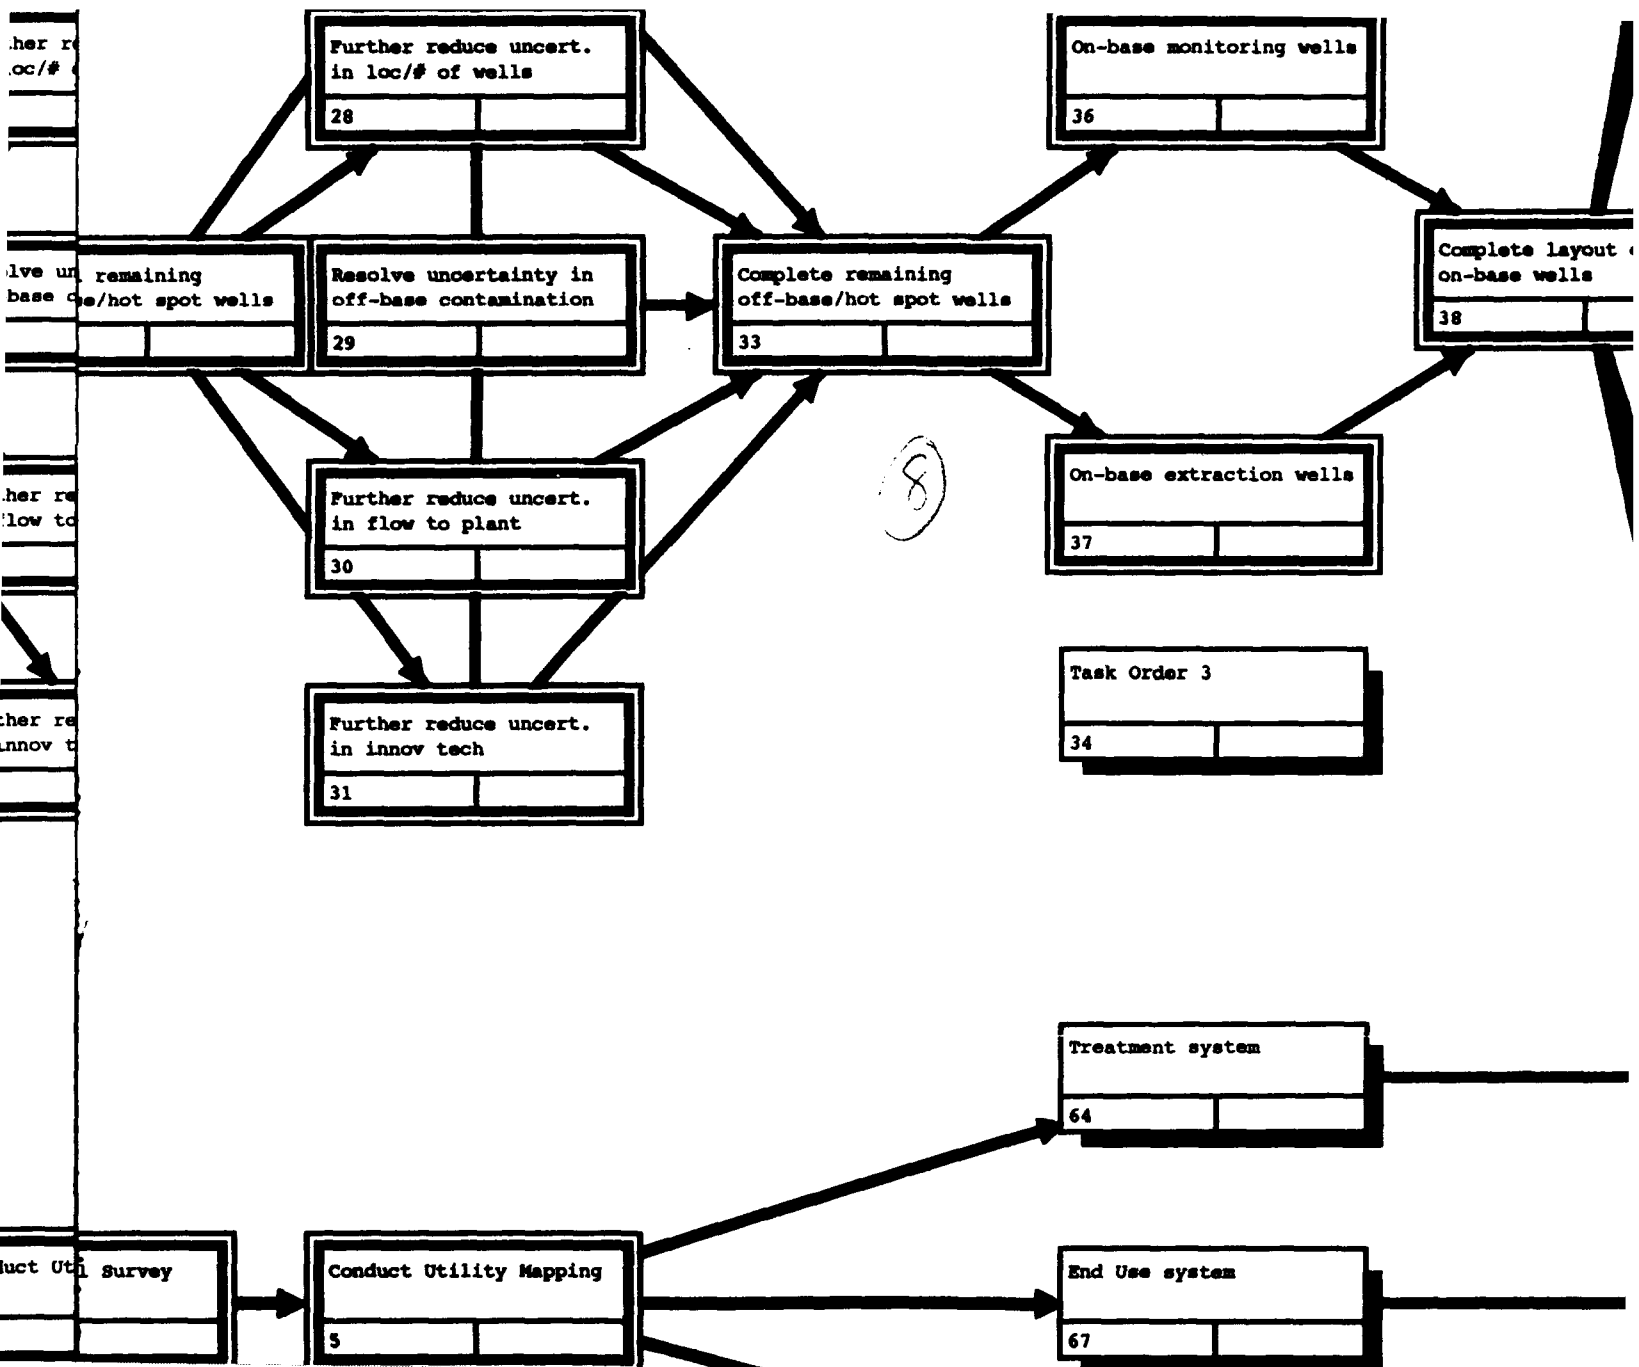 Further reduce uncert.
in loc/# of wells
28
On-base monitoring wells
36
remaining
/hot spot wells
Resolve uncertainty in
off-base contamination
29
Complete remaining
off-base/hot spot wells
33
Complete layout
on-base wells
38
Further reduce uncert.
in flow to plant
30
8
On-base extraction wells
37
Task Order 3
34
Further reduce uncert.
in innov tech
31
Treatment system
64
Survey
Conduct Utility Mapping
5
End Use system
67